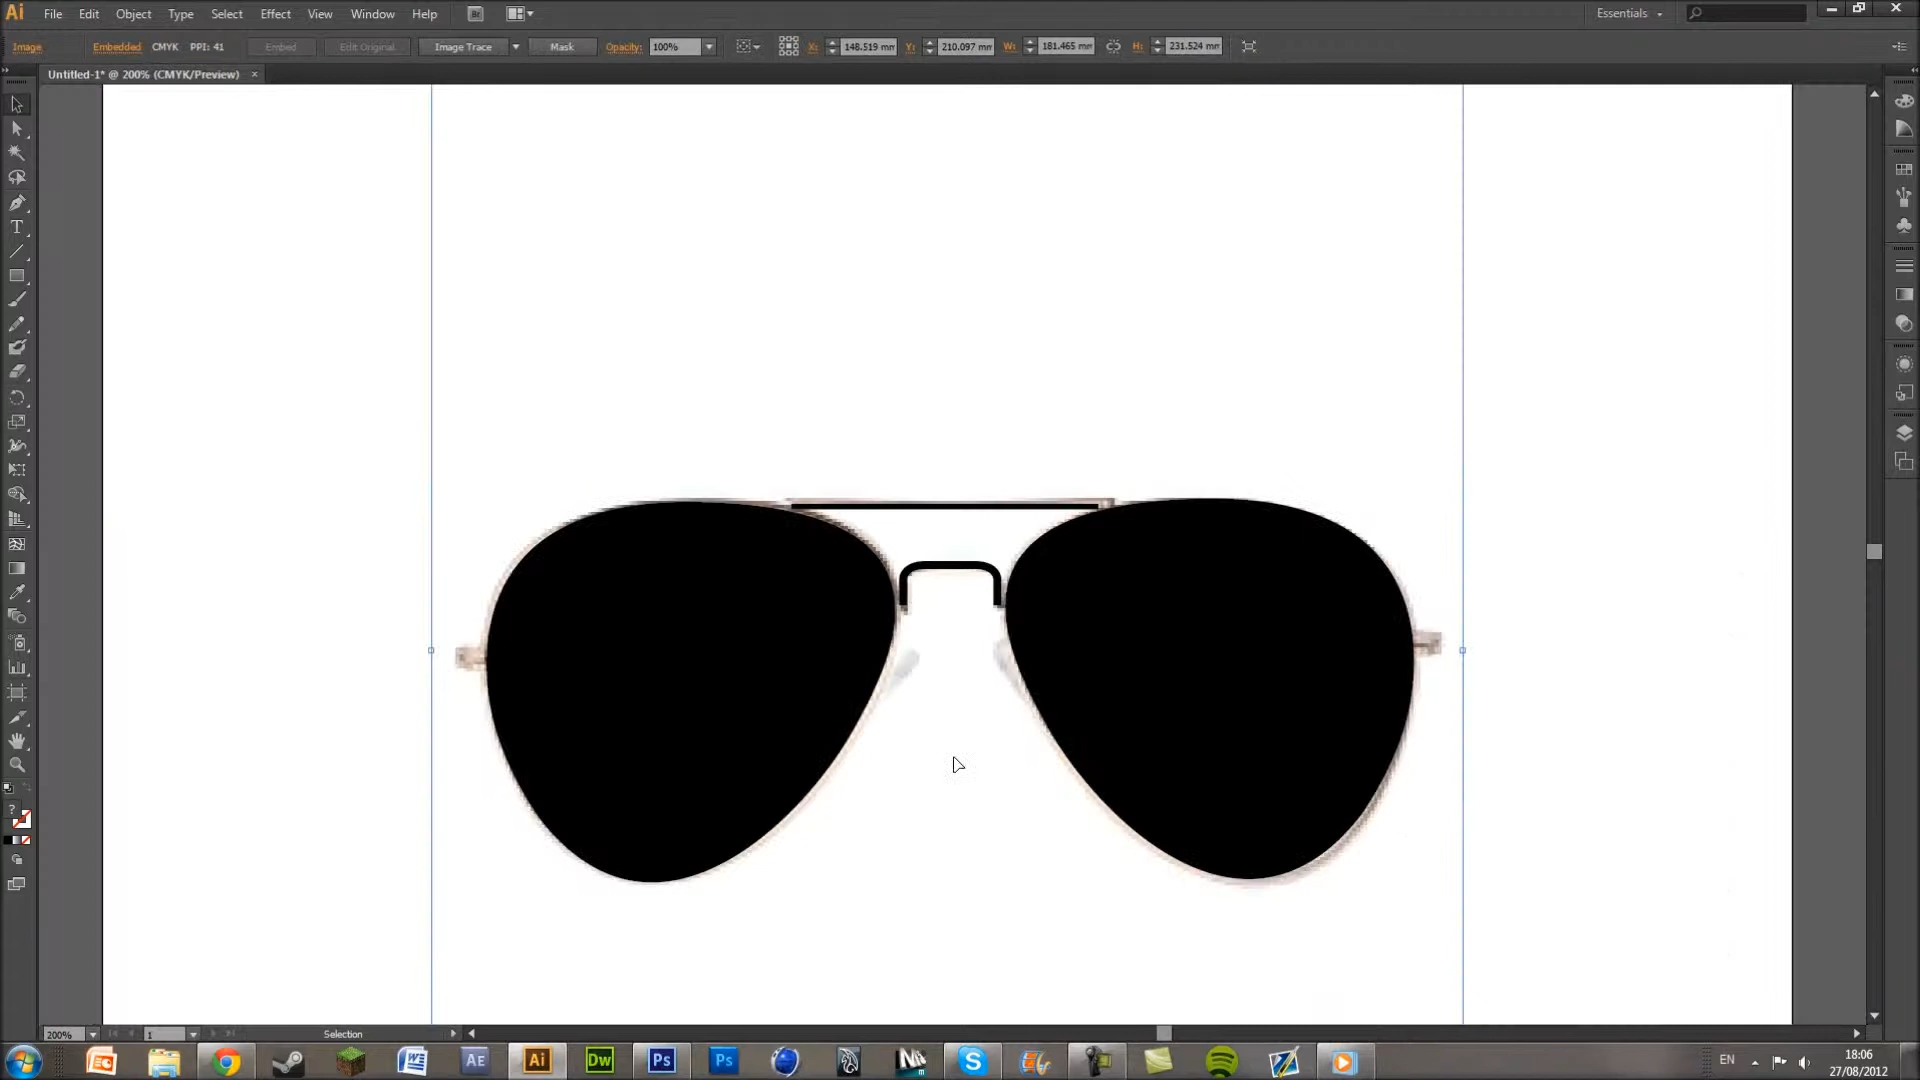 Ai File Edit Object Type Select Effect View Window Help Br Essentials
Image Embedded CMYK PPI: 41 Embed Edit Original Image Trace Mask Opacity: 100% X: 148.519 mm Y: 210.097 mm W: 181.465 mm H: 231.524 mm
Untitled-1* @ 200% (CMYK/Preview) ×
T
?
200% 1 Selection
W AE Ai Dw Ps Ps S EN 18:06
27/08/2012